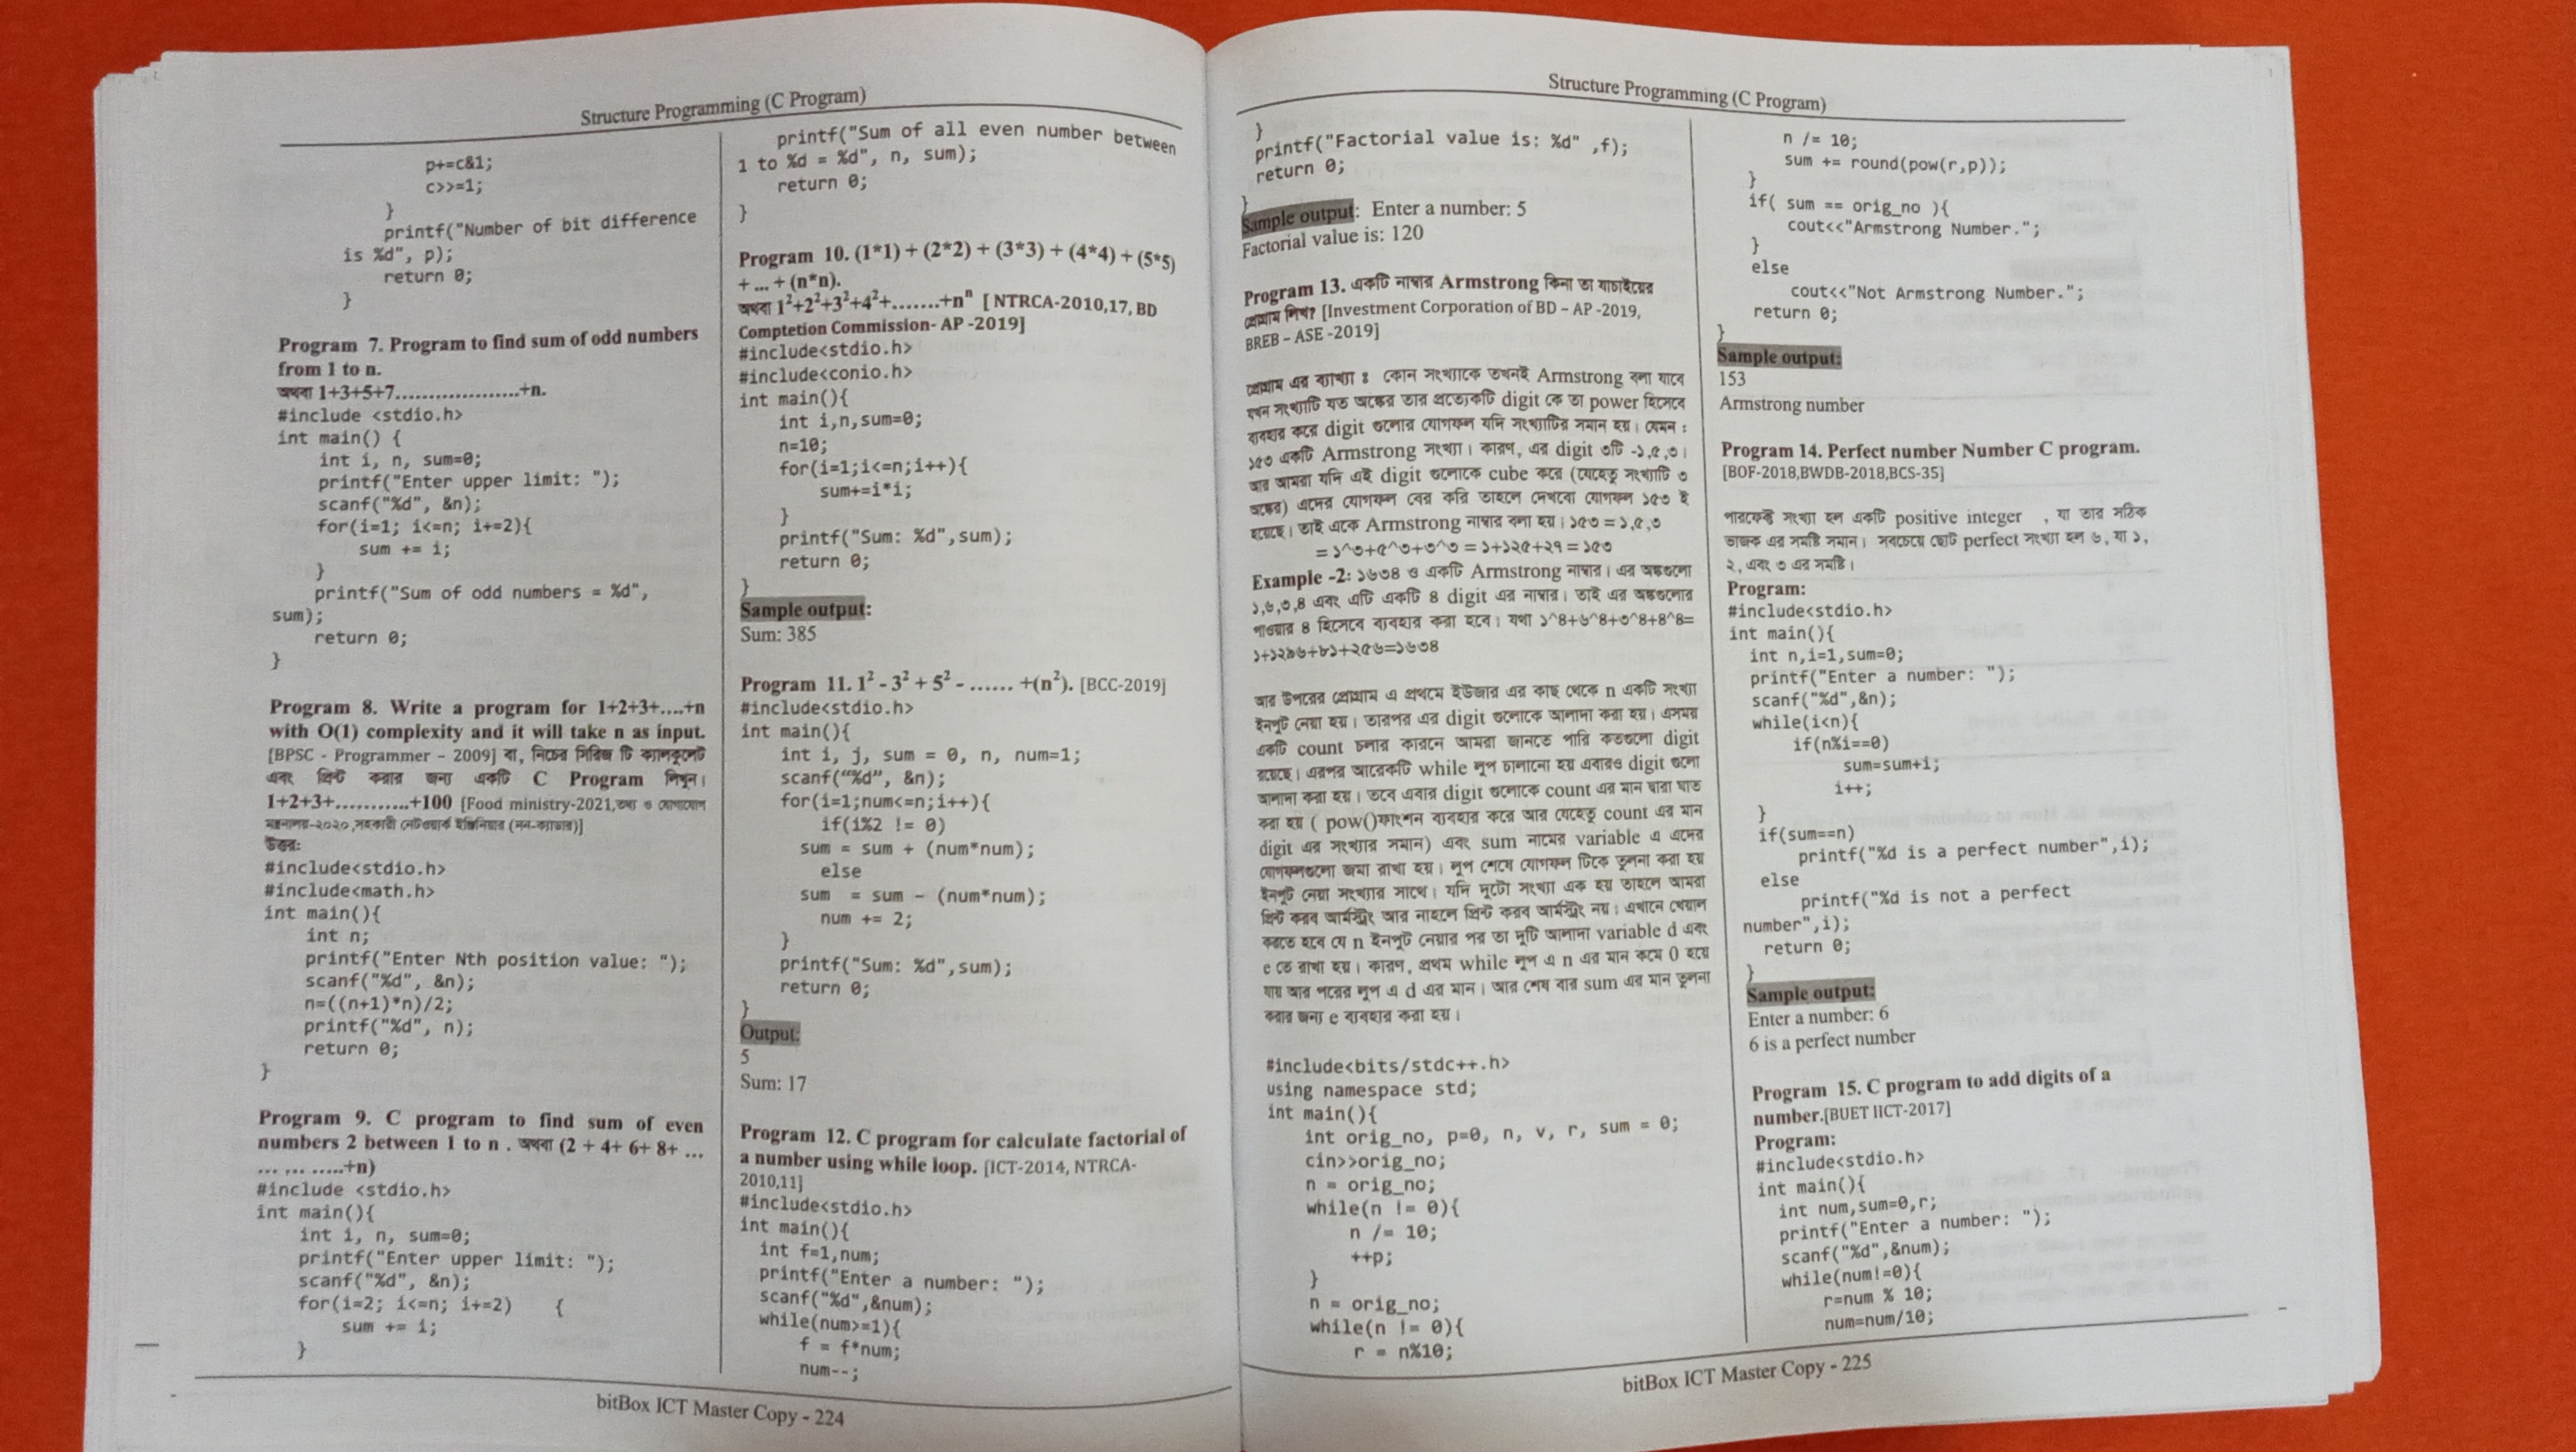 Structure Programming (C Program)
p+=c&1;
c>>=1;
}
printf("Number of bit difference
is %d", p);
return 0;
}
Program 7. Program to find sum of odd numbers
from 1 to n.
অথবা 1+3+5+7....................+n.
#include <stdio.h>
int main() {
int i, n, sum=0;
printf("Enter upper limit: ");
scanf("%d", &n);
for(i=1; i<=n; i+=2){
sum += i;
}
printf("Sum of odd numbers = %d",
sum);
return 0;
}
Program 8. Write a program for 1+2+3+....+n
with O(1) complexity and it will take n as input.
[BPSC - Programmer – 2009] বা, নিচের সিরিজ টি ক্যালকুলেট
এবং প্রিন্ট করার জন্য একটি C Program লিখুন।
1+2+3+...........+100 [Food ministry-2021,তথ্য ও যোগাযোগ
মন্ত্রনালয়-২০২০,সহকারী নেটওয়ার্ক ইঞ্জিনিয়ার (নন-ক্যাডার)]
উত্তর:
#include<stdio.h>
#include<math.h>
int main(){
int n;
printf("Enter Nth position value: ");
scanf("%d", &n);
n=((n+1)*n)/2;
printf("%d", n);
return 0;
}
Program 9. C program to find sum of even
numbers 2 between 1 to n . অথবা (2 + 4+ 6+ 8+ ...
... ... .....+n)
#include <stdio.h>
int main(){
int i, n, sum=0;
printf("Enter upper limit: ");
scanf("%d", &n);
for(i=2; i<=n; i+=2) {
sum += i;
}
printf("Sum of all even number between
1 to %d = %d", n, sum);
return 0;
}
Program 10. (1*1) + (2*2) + (3*3) + (4*4) + (5*5)
+ ... + (n*n).
অথবা 1²+2²+3²+4²+.......+nⁿ [ NTRCA-2010,17, BD
Comptetion Commission- AP -2019]
#include<stdio.h>
#include<conio.h>
int main(){
int i,n,sum=0;
n=10;
for(i=1;i<=n;i++){
sum+=i*i;
}
printf("Sum: %d",sum);
return 0;
}
Sample output:
Sum: 385
Program 11. 1² - 3² + 5² - ...... +(n²). [BCC-2019]
#include<stdio.h>
int main(){
int i, j, sum = 0, n, num=1;
scanf(“%d”, &n);
for(i=1;num<=n;i++){
if(i%2 != 0)
sum = sum + (num*num);
else
sum = sum – (num*num);
num += 2;
}
printf("Sum: %d",sum);
return 0;
}
Output:
5
Sum: 17
Program 12. C program for calculate factorial of
a number using while loop. [ICT-2014, NTRCA-
2010,11]
#include<stdio.h>
int main(){
int f=1,num;
printf("Enter a number: ");
scanf("%d",&num);
while(num>=1){
f = f*num;
num--;
bitBox ICT Master Copy - 224
Structure Programming (C Program)
}
printf("Factorial value is: %d" ,f);
return 0;
}
Sample output: Enter a number: 5
Factorial value is: 120
Program 13. একটি নাম্বার Armstrong কিনা তা যাচাইয়ের
প্রোগ্রাম লিখ? [Investment Corporation of BD – AP -2019,
BREB – ASE -2019]
প্রোগ্রাম এর ব্যাখ্যা : কোন সংখ্যাকে তখনই Armstrong বলা যাবে
যখন সংখ্যাটি যত অঙ্কের তার প্রত্যেকটি digit কে তা power হিসেবে
ব্যবহার করে digit গুলোর যোগফল যদি সংখ্যাটির সমান হয়। যেমন :
১৫৩ একটি Armstrong সংখ্যা। কারণ, এর digit ৩টি -১,৫,৩।
আর আমরা যদি এই digit গুলোকে cube করে (যেহেতু সংখ্যাটি ৩
অঙ্কের) এদের যোগফল বের করি তাহলে দেখবো যোগফল ১৫৩ ই
হয়েছে। তাই একে Armstrong নাম্বার বলা হয়। ১৫৩ = ১,৫,৩
= ১^৩+৫^৩+৩^৩ = ১+১২৫+২৭ = ১৫৩
Example -2: ১৬৩৪ ও একটি Armstrong নাম্বার। এর অঙ্কগুলো
১,৬,৩,৪ এবং এটি একটি ৪ digit এর নাম্বার। তাই এর অঙ্কগুলোর
পাওয়ার ৪ হিসেবে ব্যবহার করা হবে। যথা ১^৪+৬^৪+৩^৪+৪^৪=
১+১২৯৬+৮১+২৫৬=১৬৩৪
আর উপরের প্রোগ্রাম এ প্রথমে ইউজার এর কাছ থেকে n একটি সংখ্যা
ইনপুট নেয়া হয়। তারপর এর digit গুলোকে আলাদা করা হয়। এসময়
একটি count চলার কারনে আমরা জানতে পারি কতগুলো digit
রয়েছে। এরপর আরেকটি while লুপ চালানো হয় এবারও digit গুলো
আলাদা করা হয়। তবে এবার digit গুলোকে count এর মান দ্বারা ঘাত
করা হয় ( pow()ফাংশন ব্যবহার করে আর যেহেতু count এর মান
digit এর সংখ্যার সমান) এবং sum নামের variable এ এদের
যোগফলগুলো জমা রাখা হয়। লুপ শেষে যোগফল টিকে তুলনা করা হয়
ইনপুট নেয়া সংখ্যার সাথে। যদি দুটো সংখ্যা এক হয় তাহলে আমরা
প্রিন্ট করব আর্মস্ট্রং আর নাহলে প্রিন্ট করব আর্মস্ট্রং নয়। এখানে খেয়াল
করতে হবে যে n ইনপুট নেয়ার পর তা দুটি আলাদা variable d এবং
e তে রাখা হয়। কারণ, প্রথম while লুপ এ n এর মান কমে 0 হয়ে
যায় আর পরের লুপ এ d এর মান। আর শেষ বার sum এর মান তুলনা
করার জন্য e ব্যবহার করা হয়।
#include<bits/stdc++.h>
using namespace std;
int main(){
int orig_no, p=0, n, v, r, sum = 0;
cin>>orig_no;
n = orig_no;
while(n != 0){
n /= 10;
++p;
}
n = orig_no;
while(n != 0){
r = n%10;
n /= 10;
sum += round(pow(r,p));
}
if( sum == orig_no ){
cout<<"Armstrong Number.";
}
else
cout<<"Not Armstrong Number.";
return 0;
}
Sample output:
153
Armstrong number
Program 14. Perfect number Number C program.
[BOF-2018,BWDB-2018,BCS-35]
পারফেক্ট সংখ্যা হল একটি positive integer , যা তার সঠিক
ভাজক এর সমষ্টি সমান। সবচেয়ে ছোট perfect সংখ্যা হল ৬, যা ১,
২, এবং ৩ এর সমষ্টি।
Program:
#include<stdio.h>
int main(){
int n,i=1,sum=0;
printf("Enter a number: ");
scanf("%d",&n);
while(i<n){
if(n%i==0)
sum=sum+i;
i++;
}
if(sum==n)
printf("%d is a perfect number",i);
else
printf("%d is not a perfect
number",i);
return 0;
}
Sample output:
Enter a number: 6
6 is a perfect number
Program 15. C program to add digits of a
number.[BUET IICT-2017]
Program:
#include<stdio.h>
int main(){
int num,sum=0,r;
printf("Enter a number: ");
scanf("%d",&num);
while(num!=0){
r=num % 10;
num=num/10;
bitBox ICT Master Copy - 225